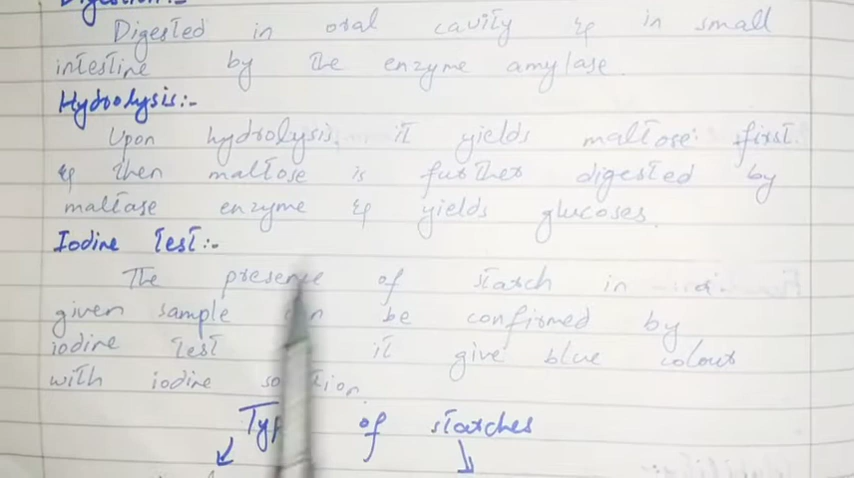 Digestion:-
Digested in oral cavity & in small
intestine by the enzyme amylase.
Hydrolysis:-
Upon hydrolysis, it yields maltose first.
& then maltose is further digested by
maltase enzyme & yields glucoses.
Iodine Test:-
The presence of starch in a
given sample be confirmed by
iodine Test it give blue colour
with iodine
of starches